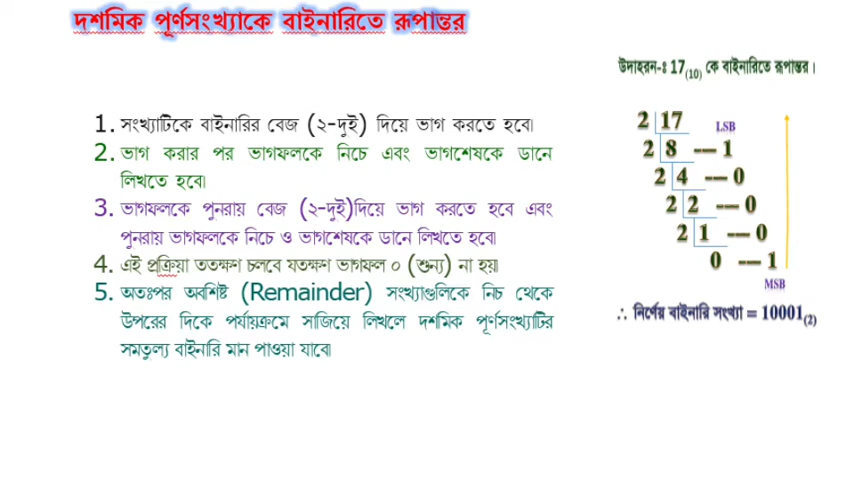 দশমিক পূর্ণসংখ্যাকে বাইনারিতে রূপান্তর
1. সংখ্যাটিকে বাইনারির বেজ (২-দুই) দিয়ে ভাগ করতে হবে।
2. ভাগ করার পর ভাগফলকে নিচে এবং ভাগশেষকে ডানে
লিখতে হবে।
3. ভাগফলকে পুনরায় বেজ (২-দুই)দিয়ে ভাগ করতে হবে এবং
পুনরায় ভাগফলকে নিচে ও ভাগশেষকে ডানে লিখতে হবে।
4. এই প্রক্রিয়া ততক্ষণ চলবে যতক্ষণ ভাগফল ০ (শুন্য) না হয়।
5. অতঃপর অবশিষ্ট (Remainder) সংখ্যাগুলিকে নিচ থেকে
উপরের দিকে পর্যায়ক্রমে সাজিয়ে লিখলে দশমিক পূর্ণসংখ্যাটির
সমতুল্য বাইনারি মান পাওয়া যাবে।
উদাহরন-ঃ 17(10) কে বাইনারিতে রূপান্তর।
2 17
LSB
2 8 --- 1
2 4 --- 0
2 2 --- 0
2 1 --- 0
0 --- 1
MSB
∴ নির্ণেয় বাইনারি সংখ্যা = 10001(2)